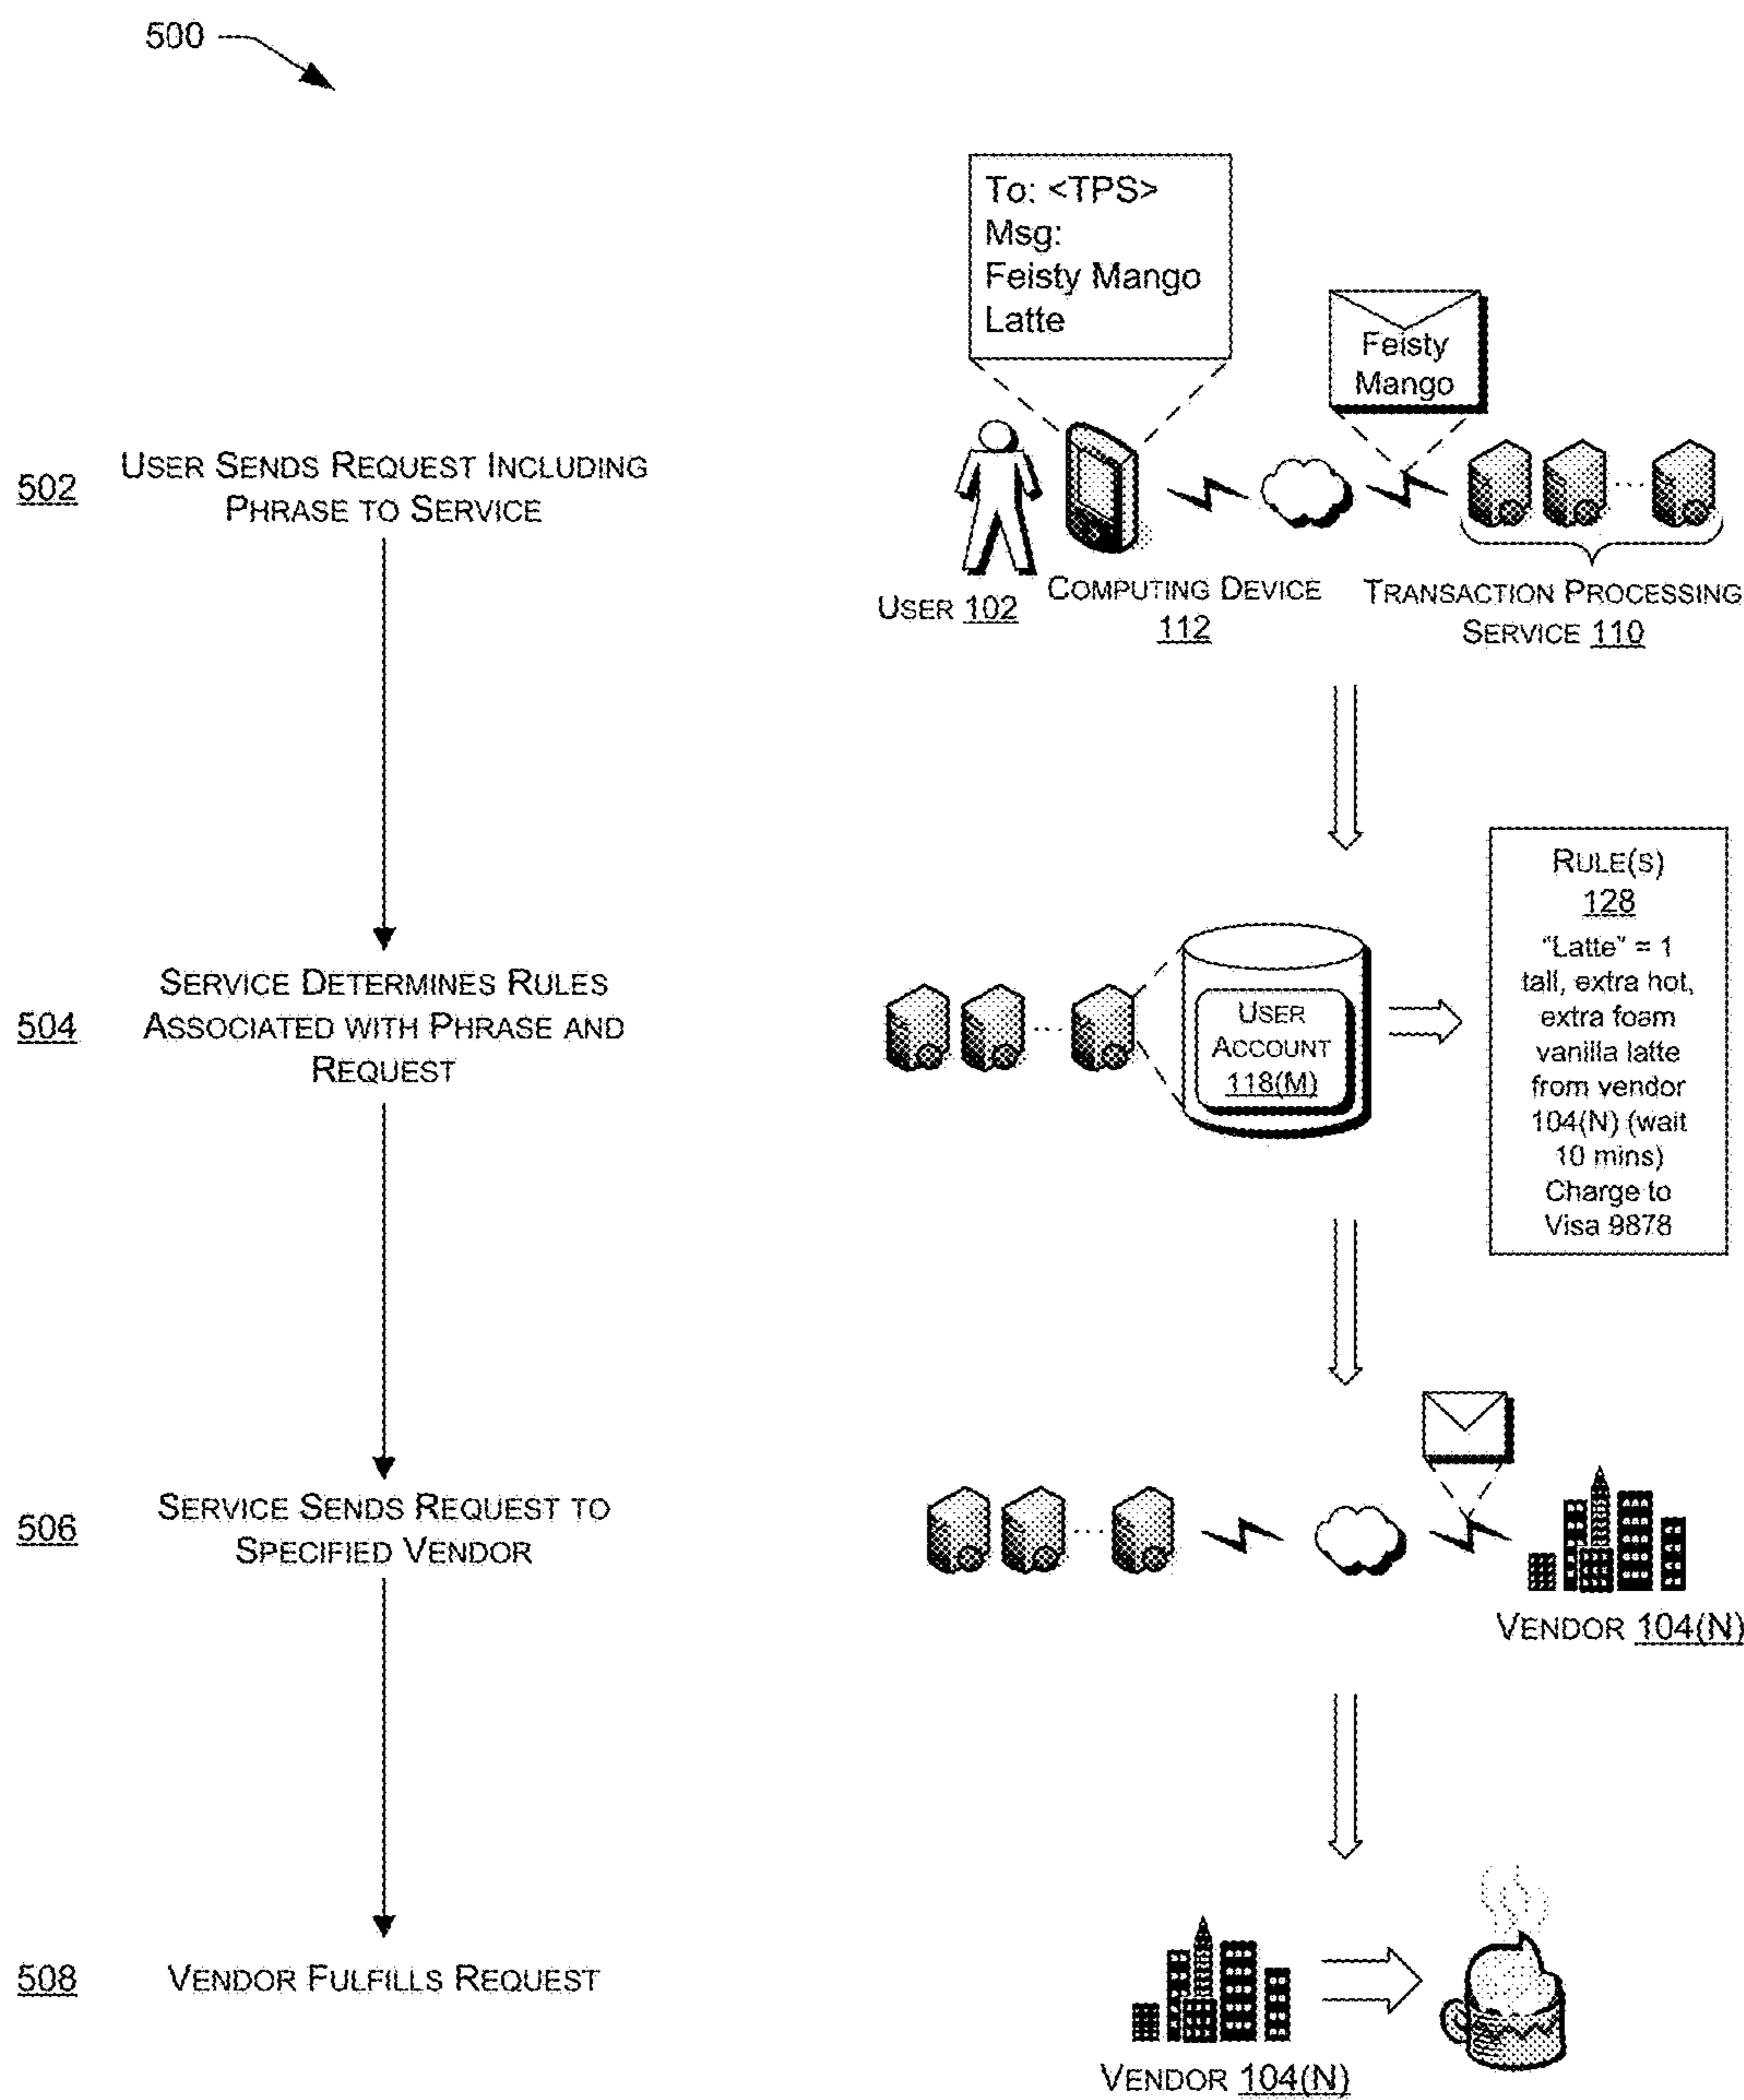 500
To: <TPS>
Msg:
Feisty Mango
Latte
Feisty
Mango
502
USER SENDS REQUEST INCLUDING
PHRASE TO SERVICE
USER 102
COMPUTING DEVICE
112
TRANSACTION PROCESSING
SERVICE 110
504
SERVICE DETERMINES RULES
ASSOCIATED WITH PHRASE AND
REQUEST
USER
ACCOUNT
118(M)
RULE(S)
128
"Latte" = 1
tall, extra hot,
extra foam
vanilla latte
from vendor
104(N) (wait
10 mins)
Charge to
Visa 9878
506
SERVICE SENDS REQUEST TO
SPECIFIED VENDOR
VENDOR 104(N)
508
VENDOR FULFILLS REQUEST
VENDOR 104(N)